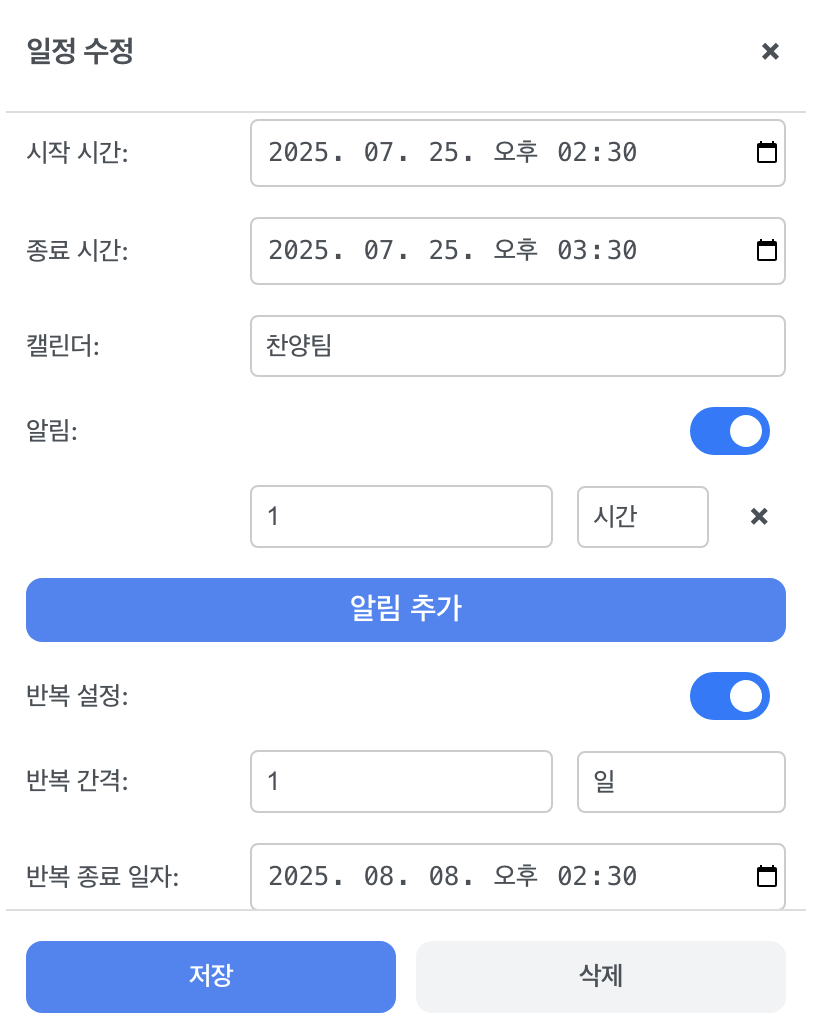 일정 수정
시작 시간: 2025. 07. 25. 오후 02:30
종료 시간: 2025. 07. 25. 오후 03:30
캘린더: 찬양팀
알림:
1 시간
알림 추가
반복 설정:
반복 간격: 1 일
반복 종료 일자: 2025. 08. 08. 오후 02:30
저장 삭제